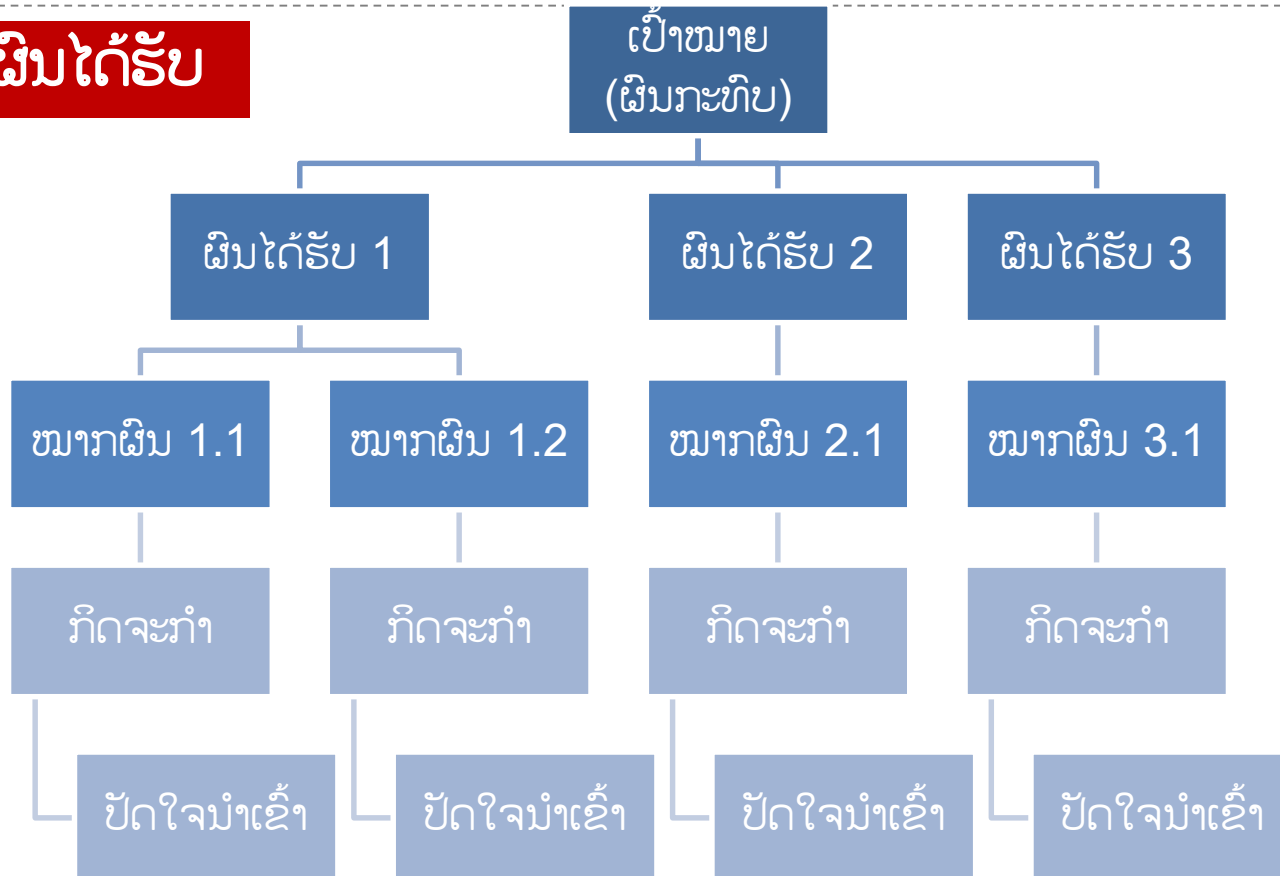 ຜົນໄດ້ຮັບ
ເປົ້າໝາຍ
(ຜົນກະທົບ)
ຜົນໄດ້ຮັບ 1
ຜົນໄດ້ຮັບ 2
ຜົນໄດ້ຮັບ 3
ໝາກຜົນ 1.1
ໝາກຜົນ 1.2
ໝາກຜົນ 2.1
ໝາກຜົນ 3.1
ກິດຈະກຳ
ກິດຈະກຳ
ກິດຈະກຳ
ກິດຈະກຳ
ປັດໃຈນຳເຂົ້າ
ປັດໃຈນຳເຂົ້າ
ປັດໃຈນຳເຂົ້າ
ປັດໃຈນຳເຂົ້າ